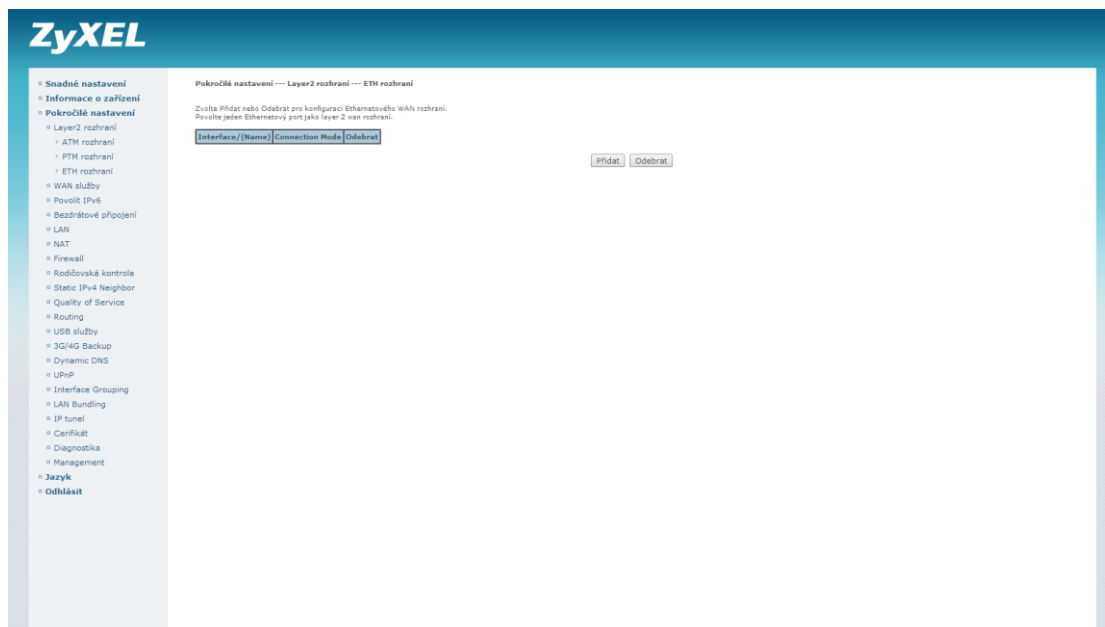 ZyXEL
Snadné nastavení
Informace o zařízení
Pokročilé nastavení
Layer2 rozhraní
ATM rozhraní
PTM rozhraní
ETH rozhraní
WAN služby
Povolit IPv6
Bezdrátové připojení
LAN
NAT
Firewall
Rodičovská kontrola
Static IPv4 Neighbor
Quality of Service
Routing
USB služby
3G/4G Backup
Dynamic DNS
UPnP
Interface Grouping
LAN Bundling
IP tunel
Cerifikát
Diagnostika
Management
Jazyk
Odhlásit
Pokročilé nastavení --- Layer2 rozhraní --- ETH rozhraní
Zvolte Přidat nebo Odebrat pro konfiguraci Ethernetového WAN rozhraní.
Povolte jeden Ethernetový port jako layer 2 wan rozhraní.
Interface/(Name) Connection Mode Odebrat
Přidat Odebrat